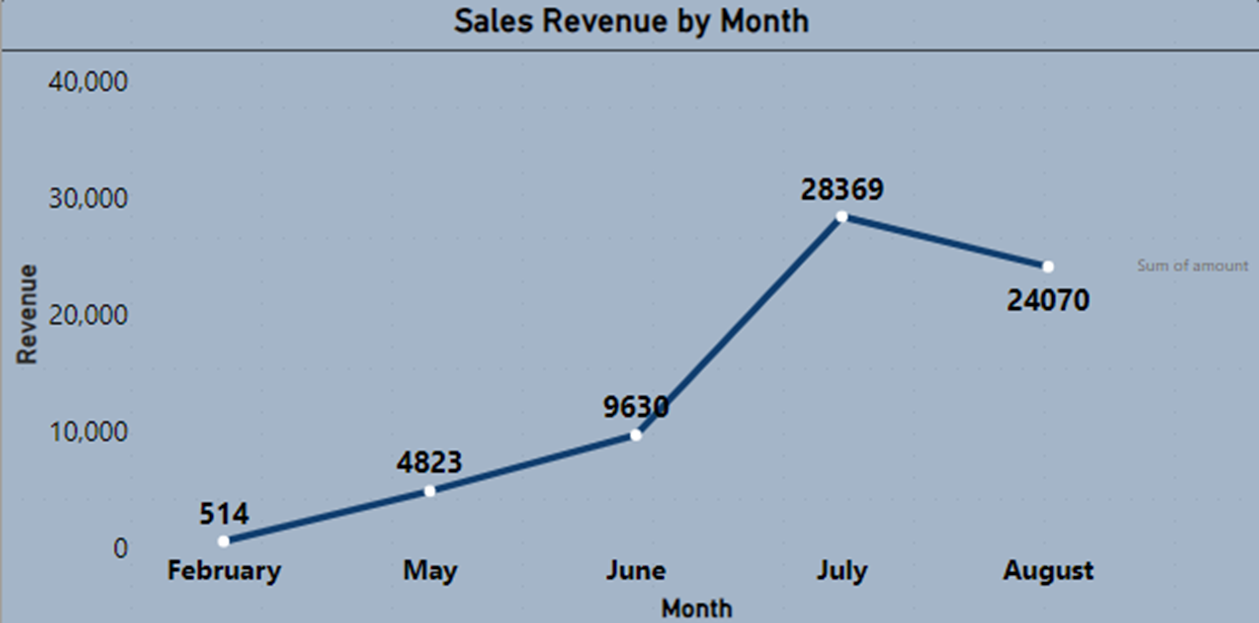 Sales Revenue by Month
40,000
30,000
20,000
10,000
0
Revenue
514
4823
9630
28369
24070
Sum of amount
February May June July August
Month